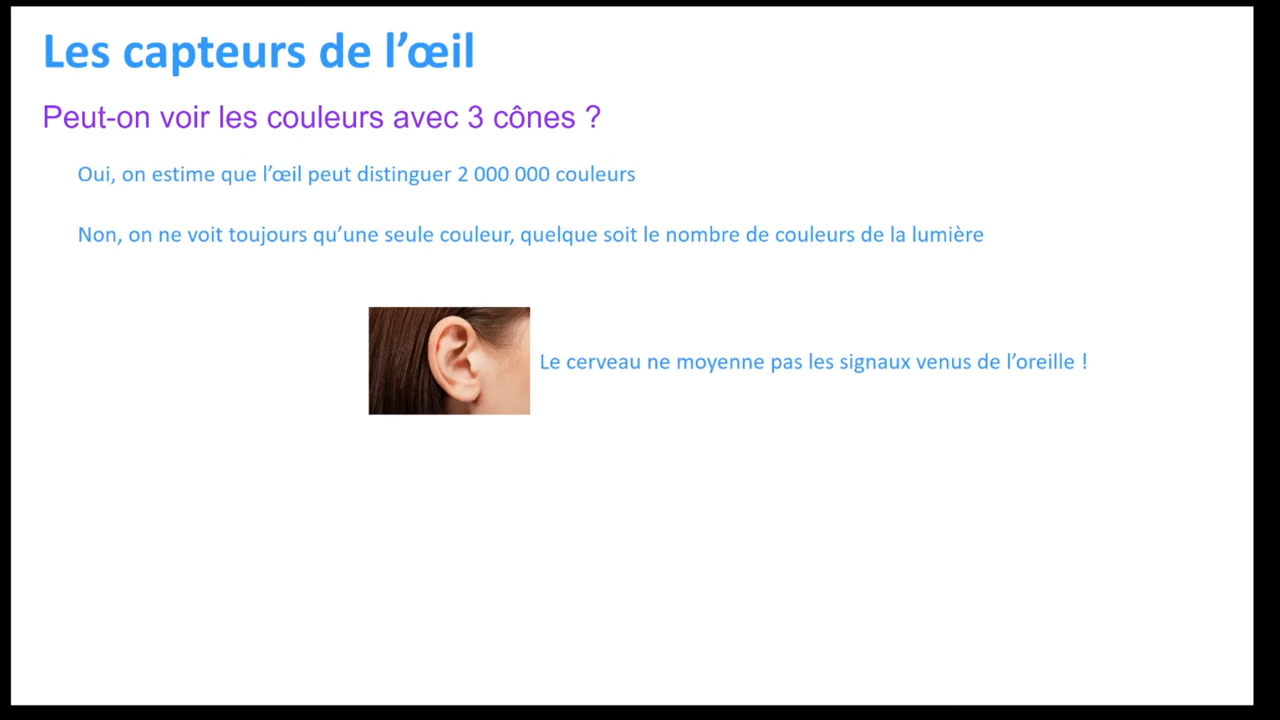 Les capteurs de l’œil
Peut-on voir les couleurs avec 3 cônes ?
Oui, on estime que l’œil peut distinguer 2 000 000 couleurs
Non, on ne voit toujours qu’une seule couleur, quelque soit le nombre de couleurs de la lumière
Le cerveau ne moyenne pas les signaux venus de l’oreille !